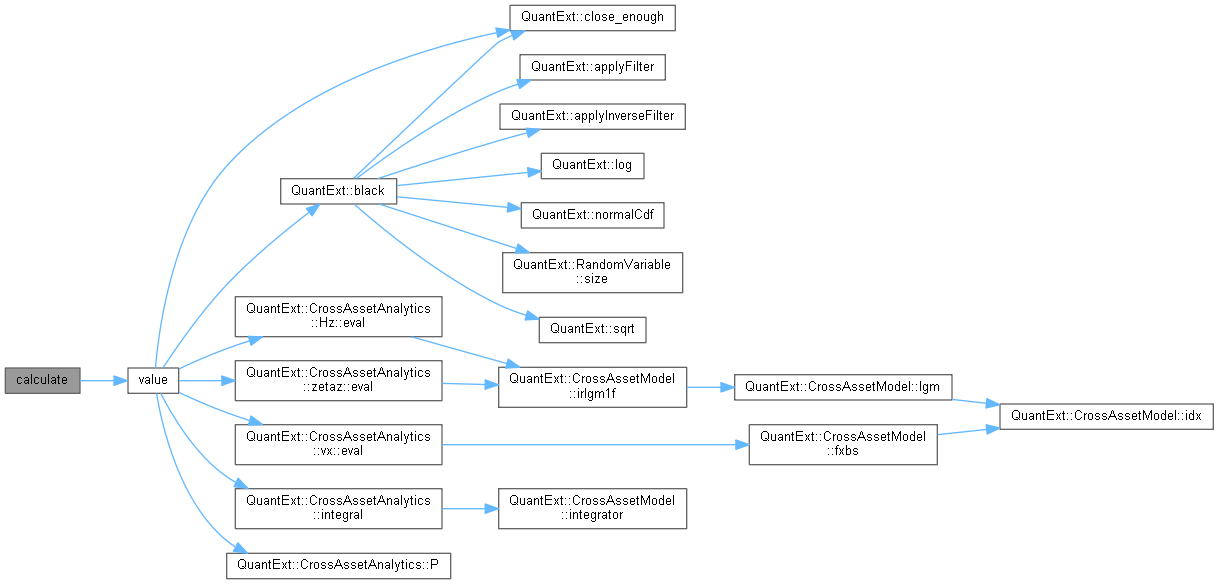 calculate
value
QuantExt::close_enough
QuantExt::black
QuantExt::applyFilter
QuantExt::applyInverseFilter
QuantExt::log
QuantExt::normalCdf
QuantExt::RandomVariable
::size
QuantExt::sqrt
QuantExt::CrossAssetAnalytics
::Hz::eval
QuantExt::CrossAssetAnalytics
::zetaz::eval
QuantExt::CrossAssetAnalytics
::vx::eval
QuantExt::CrossAssetAnalytics
::integral
QuantExt::CrossAssetAnalytics::P
QuantExt::CrossAssetModel
::irlgm1f
QuantExt::CrossAssetModel::lgm
QuantExt::CrossAssetModel::idx
QuantExt::CrossAssetModel
::fxbs
QuantExt::CrossAssetModel
::integrator